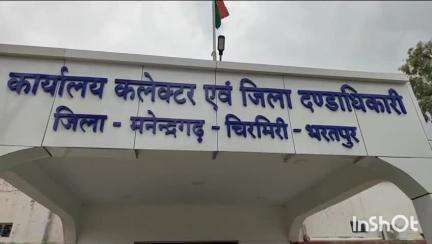 कार्यालय कलेक्टर एवं जिला दण्डाधिकारी
जिला - मनेन्द्रगढ़ - चिरमिरी - भरतपुर
InShOt